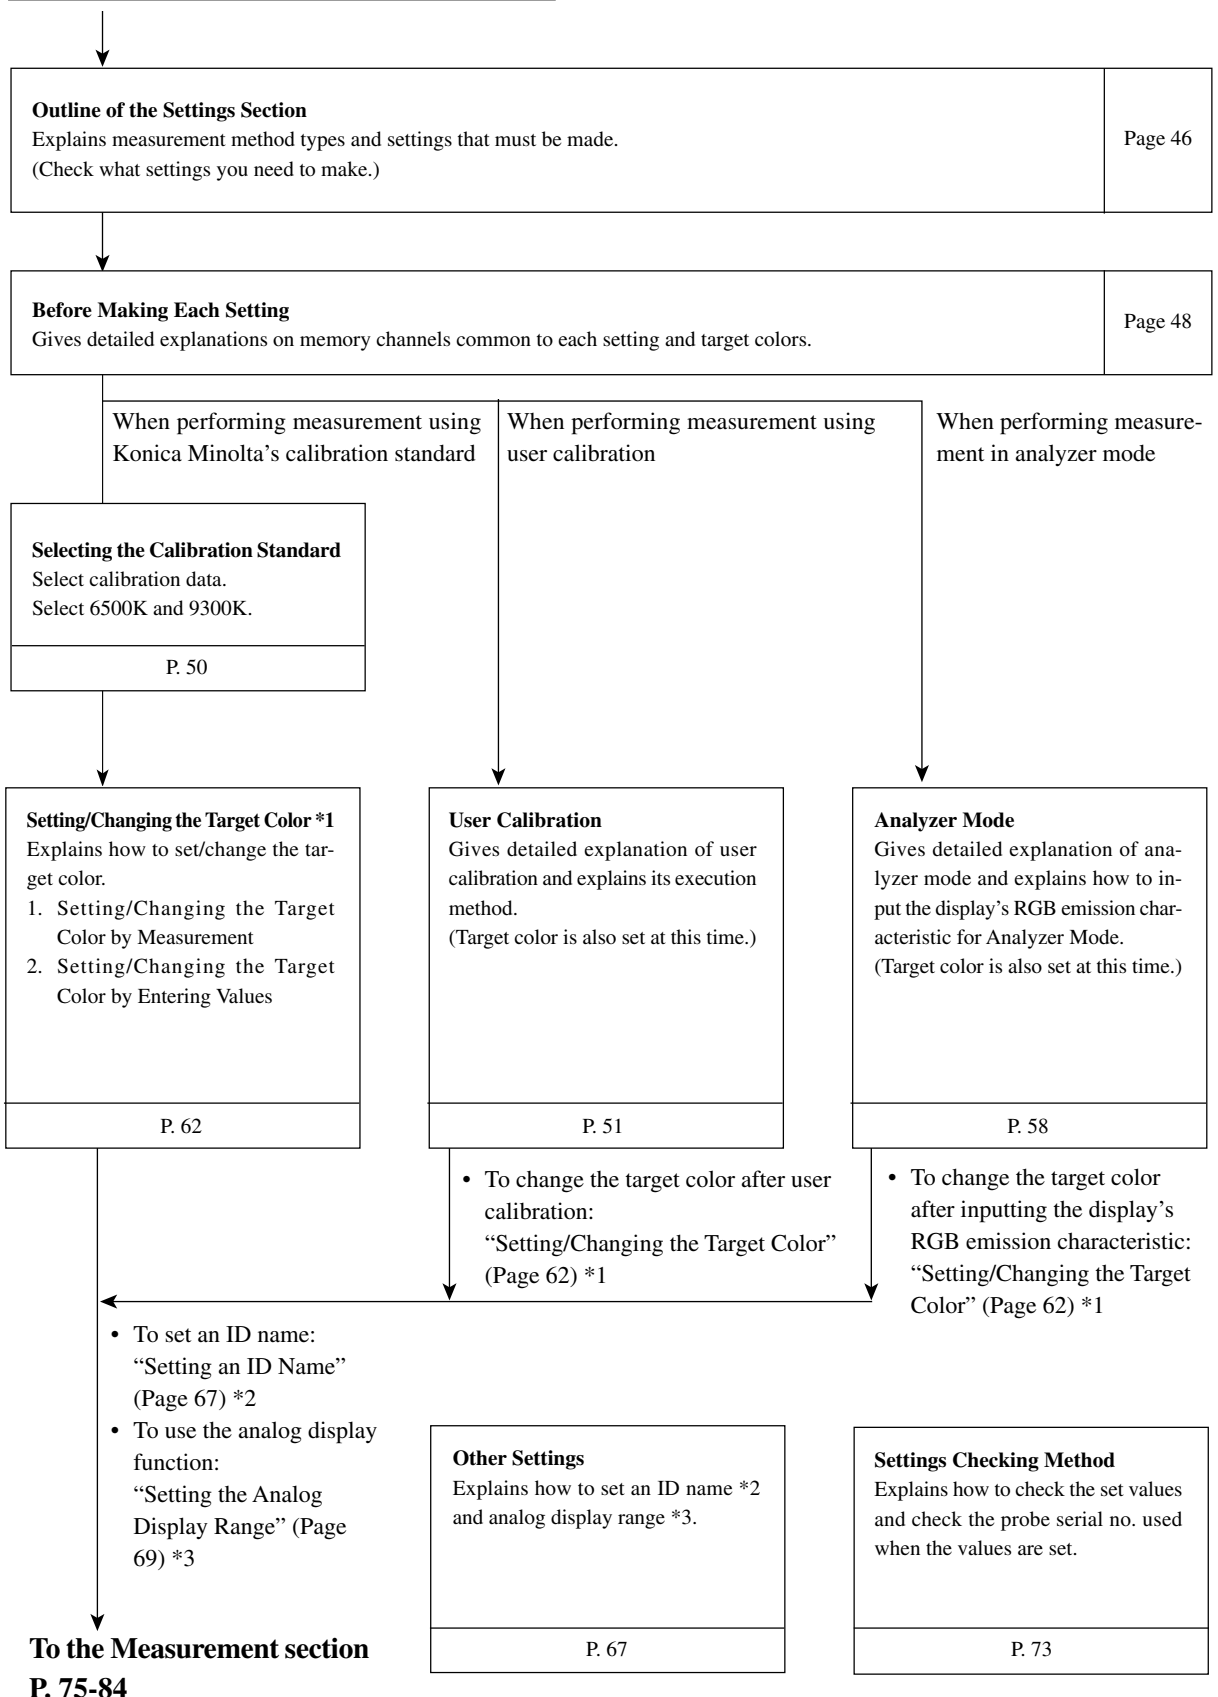 Outline of the Settings Section
Explains measurement method types and settings that must be made.
(Check what settings you need to make.)
Page 46
Before Making Each Setting
Gives detailed explanations on memory channels common to each setting and target colors.
Page 48
When performing measurement using
Konica Minolta’s calibration standard
When performing measurement using
user calibration
When performing measure-
ment in analyzer mode
Selecting the Calibration Standard
Select calibration data.
Select 6500K and 9300K.
P. 50
Setting/Changing the Target Color *1
Explains how to set/change the tar-
get color.
1. Setting/Changing the Target
Color by Measurement
2. Setting/Changing the Target
Color by Entering Values
P. 62
User Calibration
Gives detailed explanation of user
calibration and explains its execution
method.
(Target color is also set at this time.)
P. 51
Analyzer Mode
Gives detailed explanation of ana-
lyzer mode and explains how to in-
put the display’s RGB emission char-
acteristic for Analyzer Mode.
(Target color is also set at this time.)
P. 58
• To change the target color after user
calibration:
“Setting/Changing the Target Color”
(Page 62) *1
• To change the target color
after inputting the display’s
RGB emission characteristic:
“Setting/Changing the Target
Color” (Page 62) *1
• To set an ID name:
“Setting an ID Name”
(Page 67) *2
• To use the analog display
function:
“Setting the Analog
Display Range” (Page
69) *3
Other Settings
Explains how to set an ID name *2
and analog display range *3.
P. 67
Settings Checking Method
Explains how to check the set values
and check the probe serial no. used
when the values are set.
P. 73
To the Measurement section
P. 75-84